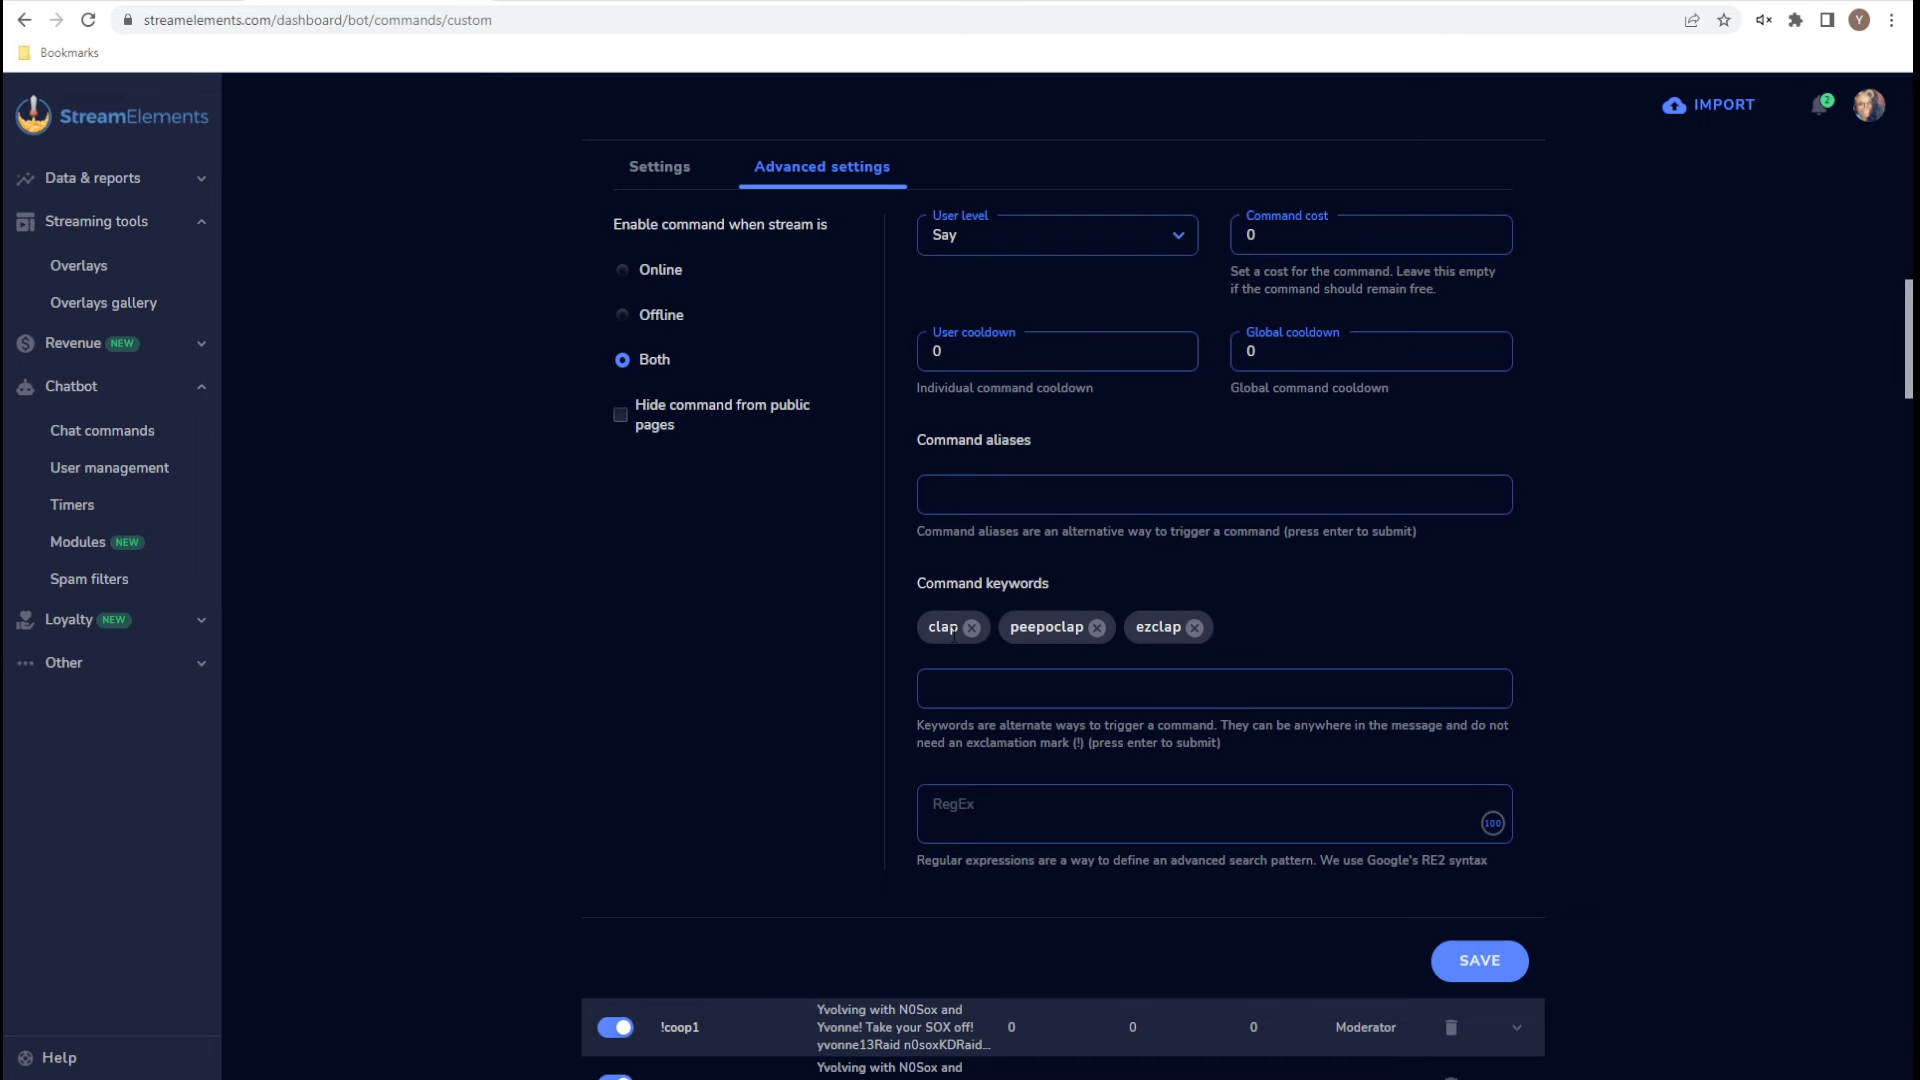 streamelements.com/dashboard/bot/commands/custom
Y
Bookmarks
StreamElements
IMPORT
2
Data & reports
Streaming tools
Overlays
Overlays gallery
Revenue NEW
Chatbot
Chat commands
User management
Timers
Modules NEW
Spam filters
Loyalty NEW
Other
Help
Settings
Advanced settings
Enable command when stream is
Online
Offline
Both
Hide command from public
pages
User level
Say
Command cost
0
Set a cost for the command. Leave this empty
if the command should remain free.
User cooldown
0
Individual command cooldown
Global cooldown
0
Global command cooldown
Command aliases
Command aliases are an alternative way to trigger a command (press enter to submit)
Command keywords
clap
peepoclap
ezclap
Keywords are alternate ways to trigger a command. They can be anywhere in the message and do not
need an exclamation mark (!) (press enter to submit)
RegEx
100
Regular expressions are a way to define an advanced search pattern. We use Google's RE2 syntax
SAVE
!coop1
Yvolving with N0Sox and
Yvonne! Take your SOX off!
yvonne13Raid n0soxKDRaid...
0
0
0
Moderator
Yvolving with N0Sox and